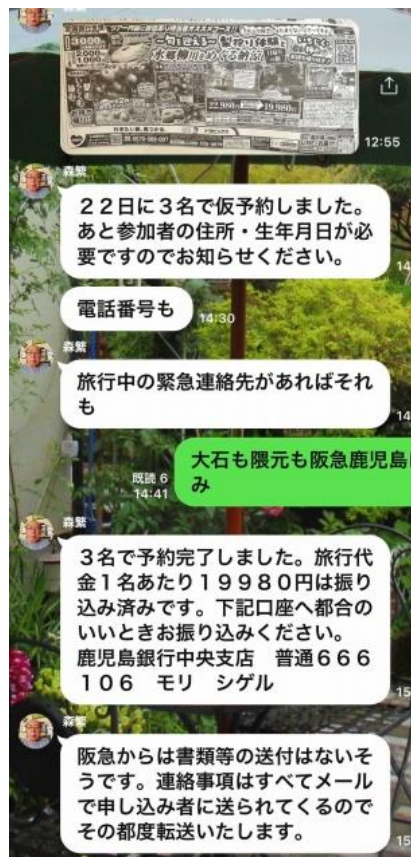 森繁
12:55
森繁
22日に3名で仮予約しました。
あと参加者の住所・生年月日が必
要ですのでお知らせください。
14
電話番号も
14:30
森繁
旅行中の緊急連絡先があればそれ
も
14
大石も隈元も阪急鹿児島
み
既読 6
14:41
森繁
3名で予約完了しました。旅行代
金1名あたり19980円は振り
込み済みです。下記口座へ都合の
いいときお振り込みください。
鹿児島銀行中央支店 普通666
106 モリ シゲル
15
森繁
阪急からは書類等の送付はないそ
うです。連絡事項はすべてメール
で申し込み者に送られてくるので
その都度転送いたします。
15